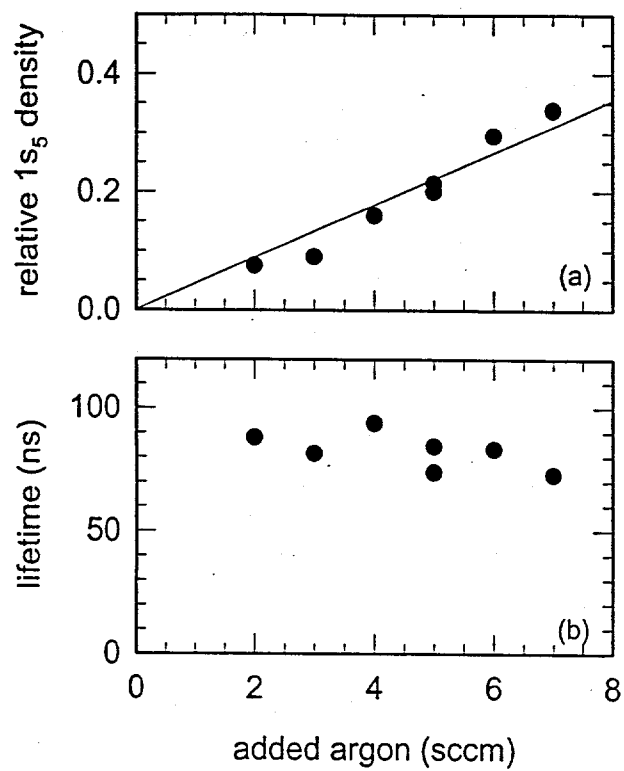 relative 1s5 density
0.4
0.2
0.0
(a)
lifetime (ns)
100
50
0
(b)
0 2 4 6 8
added argon (sccm)